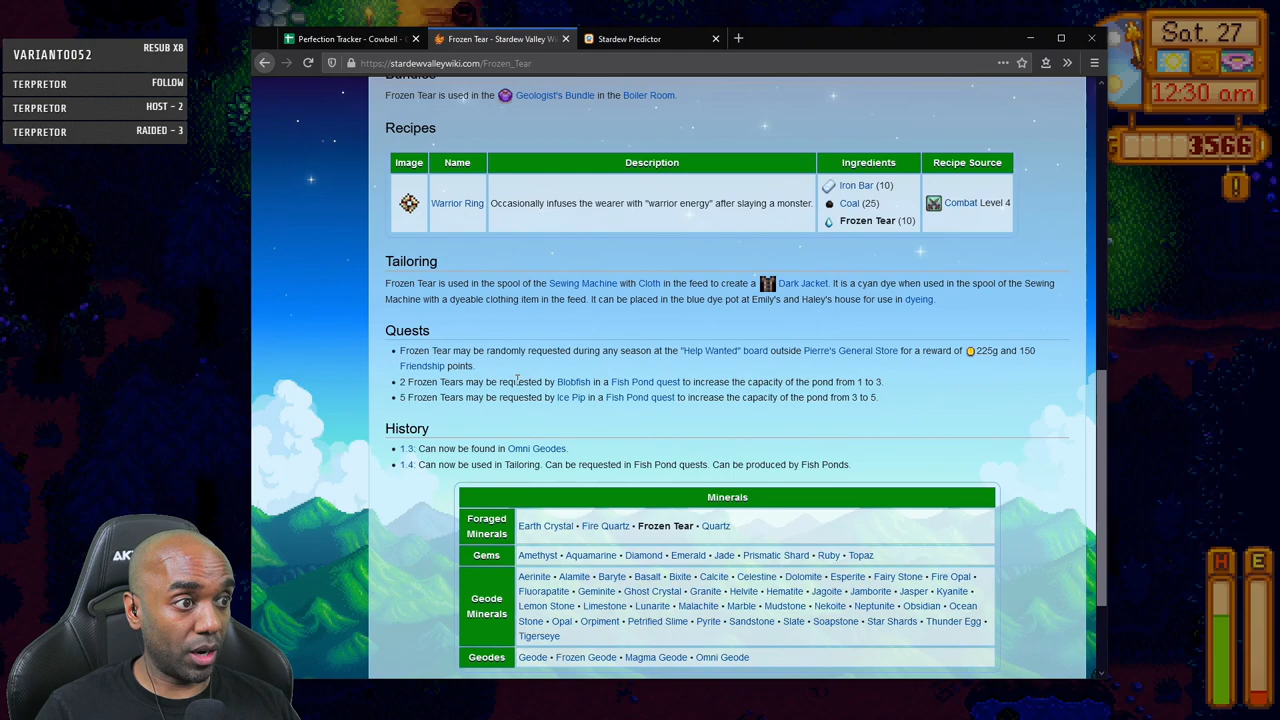 VARIANT0052 RESUB X8
TERPRETOR FOLLOW
TERPRETOR HOST - 2
TERPRETOR RAIDED - 3
Perfection Tracker - Cowbell -
Frozen Tear - Stardew Valley Wi
Stardew Predictor
https://stardewvalleywiki.com/Frozen_Tear
Sat. 27
12:30 am
3566
Bundles
Frozen Tear is used in the Geologist's Bundle in the Boiler Room.
Recipes
Image Name Description Ingredients Recipe Source
Warrior Ring Occasionally infuses the wearer with "warrior energy" after slaying a monster. Iron Bar (10) Combat Level 4
Coal (25)
Frozen Tear (10)
Tailoring
Frozen Tear is used in the spool of the Sewing Machine with Cloth in the feed to create a Dark Jacket. It is a cyan dye when used in the spool of the Sewing
Machine with a dyeable clothing item in the feed. It can be placed in the blue dye pot at Emily's and Haley's house for use in dyeing.
Quests
• Frozen Tear may be randomly requested during any season at the "Help Wanted" board outside Pierre's General Store for a reward of 225g and 150
Friendship points.
• 2 Frozen Tears may be requested by Blobfish in a Fish Pond quest to increase the capacity of the pond from 1 to 3.
• 5 Frozen Tears may be requested by Ice Pip in a Fish Pond quest to increase the capacity of the pond from 3 to 5.
History
• 1.3: Can now be found in Omni Geodes.
• 1.4: Can now be used in Tailoring. Can be requested in Fish Pond quests. Can be produced by Fish Ponds.
Minerals
Foraged Minerals Earth Crystal • Fire Quartz • Frozen Tear • Quartz
Gems Amethyst • Aquamarine • Diamond • Emerald • Jade • Prismatic Shard • Ruby • Topaz
Geode Minerals Aerinite • Alamite • Baryte • Basalt • Bixite • Calcite • Celestine • Dolomite • Esperite • Fairy Stone • Fire Opal •
Fluorapatite • Geminite • Ghost Crystal • Granite • Helvite • Hematite • Jagoite • Jamborite • Jasper • Kyanite •
Lemon Stone • Limestone • Lunarite • Malachite • Marble • Mudstone • Nekoite • Neptunite • Obsidian • Ocean
Stone • Opal • Orpiment • Petrified Slime • Pyrite • Sandstone • Slate • Soapstone • Star Shards • Thunder Egg •
Tigerseye
Geodes Geode • Frozen Geode • Magma Geode • Omni Geode
AK
H E